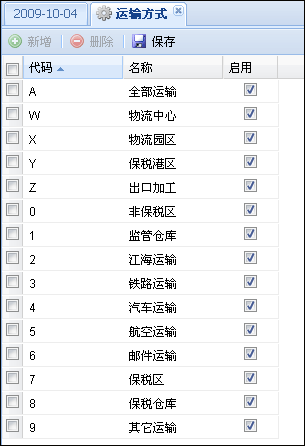 2009-10-04 运输方式
新增 删除 保存
代码 名称 启用
A 全部运输
W 物流中心
X 物流园区
Y 保税港区
Z 出口加工
0 非保税区
1 监管仓库
2 江海运输
3 铁路运输
4 汽车运输
5 航空运输
6 邮件运输
7 保税区
8 保税仓库
9 其它运输